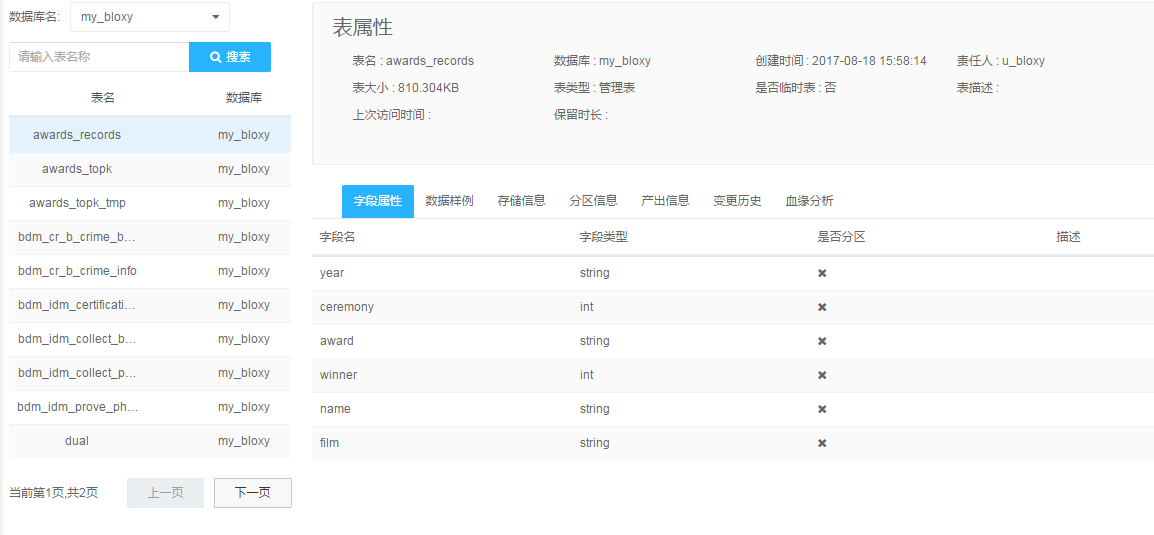 数据库名: my_bloxy
请输入表名称 搜索
表名 数据库
awards_records my_bloxy
awards_topk my_bloxy
awards_topk_tmp my_bloxy
bdm_cr_b_crime_b... my_bloxy
bdm_cr_b_crime_info my_bloxy
bdm_idm_certificati... my_bloxy
bdm_idm_collect_b... my_bloxy
bdm_idm_collect_p... my_bloxy
bdm_idm_prove_ph... my_bloxy
dual my_bloxy
当前第1页,共2页 上一页 下一页
表属性
表名 : awards_records 数据库 : my_bloxy 创建时间 : 2017-08-18 15:58:14 责任人 : u_bloxy
表大小 : 810.304KB 表类型 : 管理表 是否临时表 : 否 表描述 :
上次访问时间 : 保留时长 :
字段属性 数据样例 存储信息 分区信息 产出信息 变更历史 血缘分析
字段名 字段类型 是否分区 描述
year string ✖
ceremony int ✖
award string ✖
winner int ✖
name string ✖
film string ✖